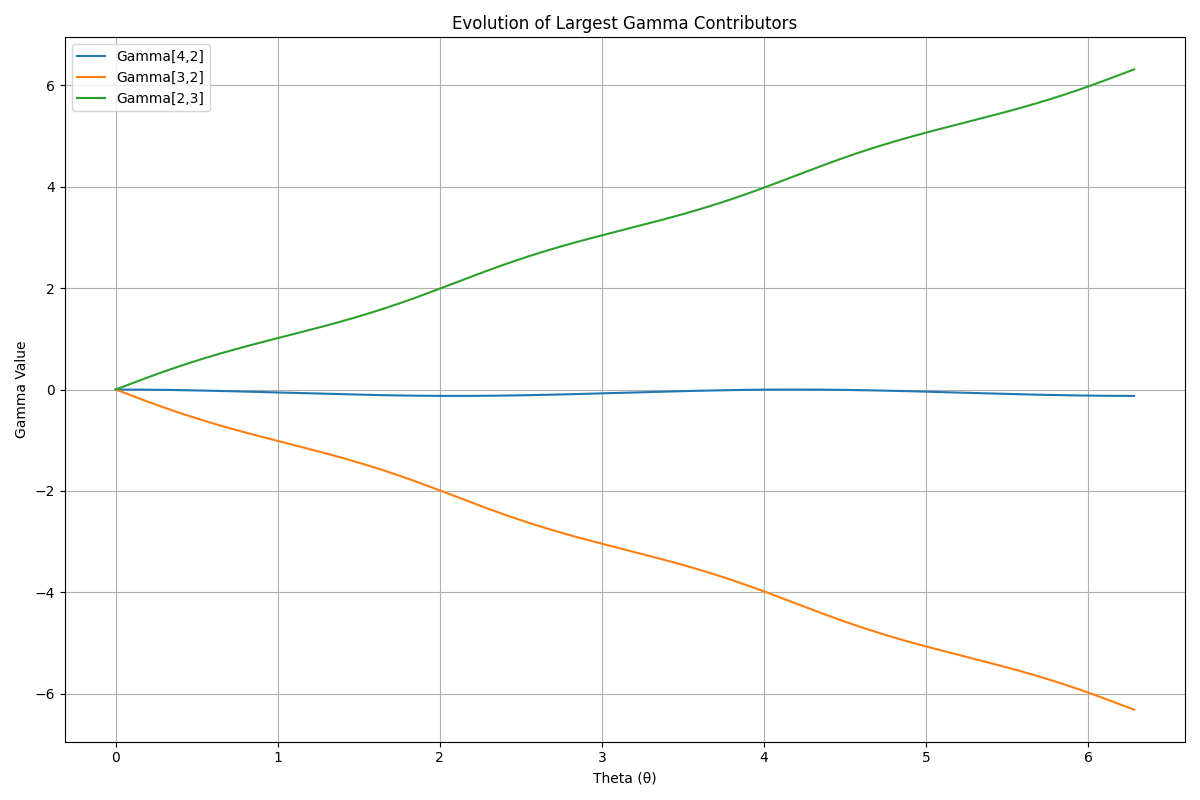 Evolution of Largest Gamma Contributors
Gamma[4,2]
Gamma[3,2]
Gamma[2,3]
Gamma Value
6
4
2
0
−2
−4
−6
0 1 2 3 4 5 6
Theta (θ)